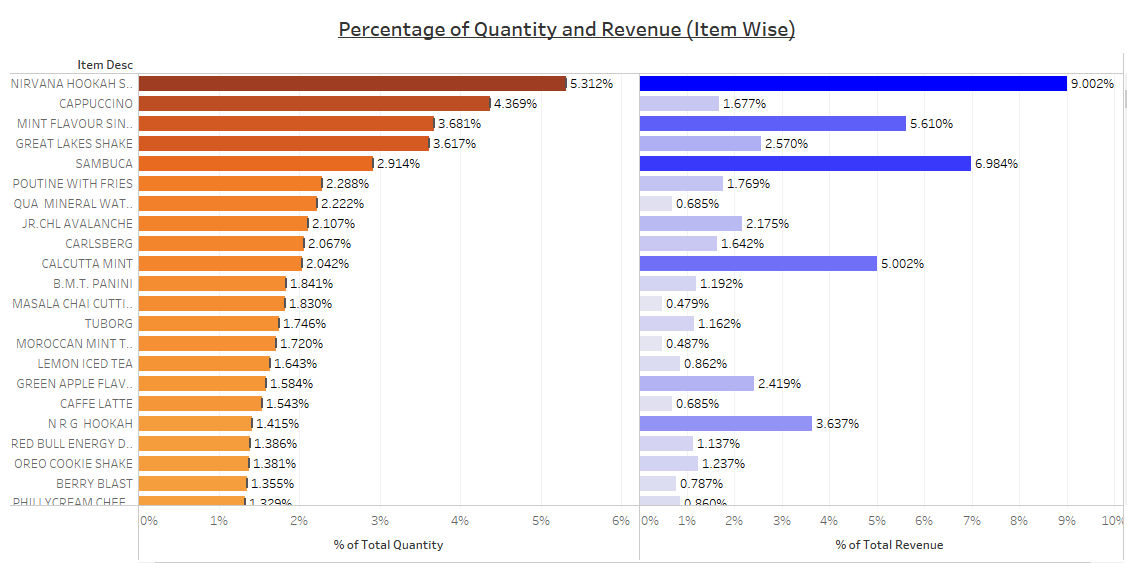 Percentage of Quantity and Revenue (Item Wise)
Item Desc
NIRVANA HOOKAH S.. 5.312% 9.002%
CAPPUCCINO 4.369% 1.677%
MINT FLAVOUR SIN.. 3.681% 5.610%
GREAT LAKES SHAKE 3.617% 2.570%
SAMBUCA 2.914% 6.984%
POUTINE WITH FRIES 2.288% 1.769%
QUA  MINERAL WAT.. 2.222% 0.685%
JR.CHL AVALANCHE 2.107% 2.175%
CARLSBERG 2.067% 1.642%
CALCUTTA MINT 2.042% 5.002%
B.M.T. PANINI 1.841% 1.192%
MASALA CHAI CUTTI.. 1.830% 0.479%
TUBORG 1.746% 1.162%
MOROCCAN MINT T.. 1.720% 0.487%
LEMON ICED TEA 1.643% 0.862%
GREEN APPLE FLAV.. 1.584% 2.419%
CAFFE LATTE 1.543% 0.685%
N R G  HOOKAH 1.415% 3.637%
RED BULL ENERGY D.. 1.386% 1.137%
OREO COOKIE SHAKE 1.381% 1.237%
BERRY BLAST 1.355% 0.787%
PHILLYCREAM CHEE.. 1.329% 0.860%
0% 1% 2% 3% 4% 5% 6% 0% 1% 2% 3% 4% 5% 6% 7% 8% 9% 10%
% of Total Quantity % of Total Revenue